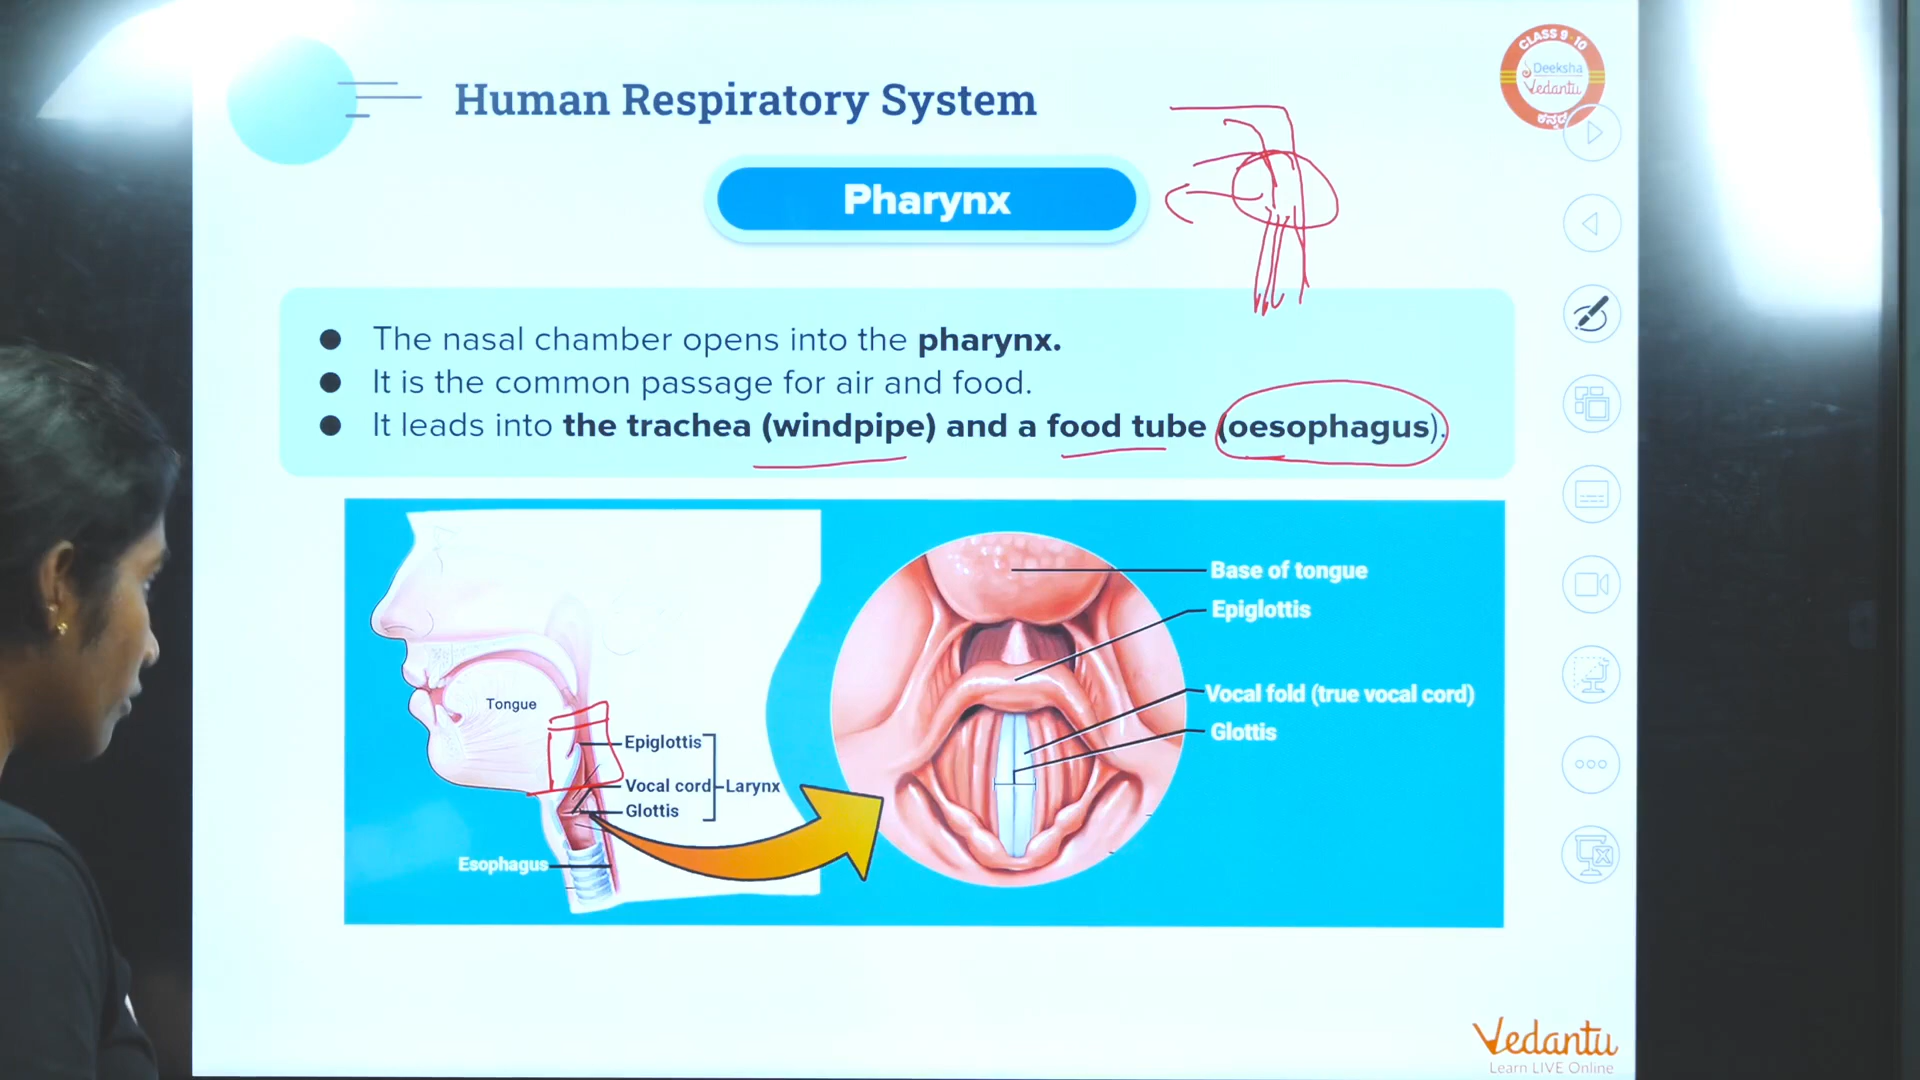 CLASS 9-10
Deeksha
Vedantu
ಕನ್ನಡ
Human Respiratory System
Pharynx
● The nasal chamber opens into the pharynx.
● It is the common passage for air and food.
● It leads into the trachea (windpipe) and a food tube (oesophagus).
Tongue
Epiglottis
Vocal cord
Larynx
Glottis
Esophagus
Base of tongue
Epiglottis
Vocal fold (true vocal cord)
Glottis
Vedantu
Learn LIVE Online